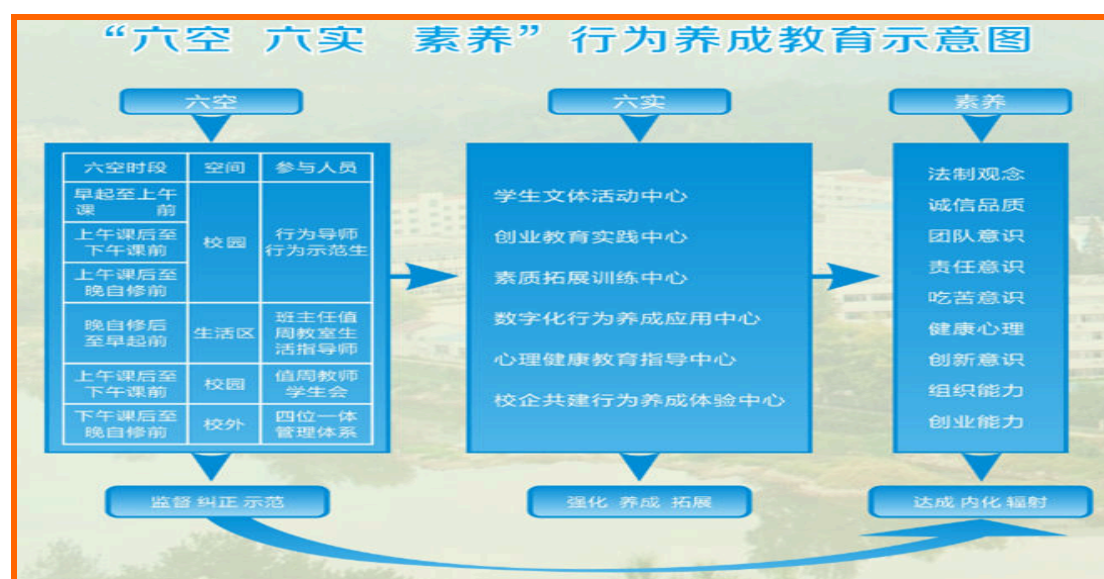 “六空 六实 素养”行为养成教育示意图
六空
六实
素养
六空时段 空间 参与人员
早起至上午
课 前
上午课后至
下午课前
上午课后至
晚自修前
校园
行为导师
行为示范生
晚自修后
至早起前
生活区
班主任值
周教室生
活指导师
上午课后至
下午课前
校园
值周教师
学生会
下午课后至
晚自修前
校外
四位一体
管理体系
学生文体活动中心
创业教育实践中心
素质拓展训练中心
数字化行为养成应用中心
心理健康教育指导中心
校企共建行为养成体验中心
法制观念
诚信品质
团队意识
责任意识
吃苦意识
健康心理
创新意识
组织能力
创业能力
监督 纠正 示范
强化 养成 拓展
达成 内化 辐射